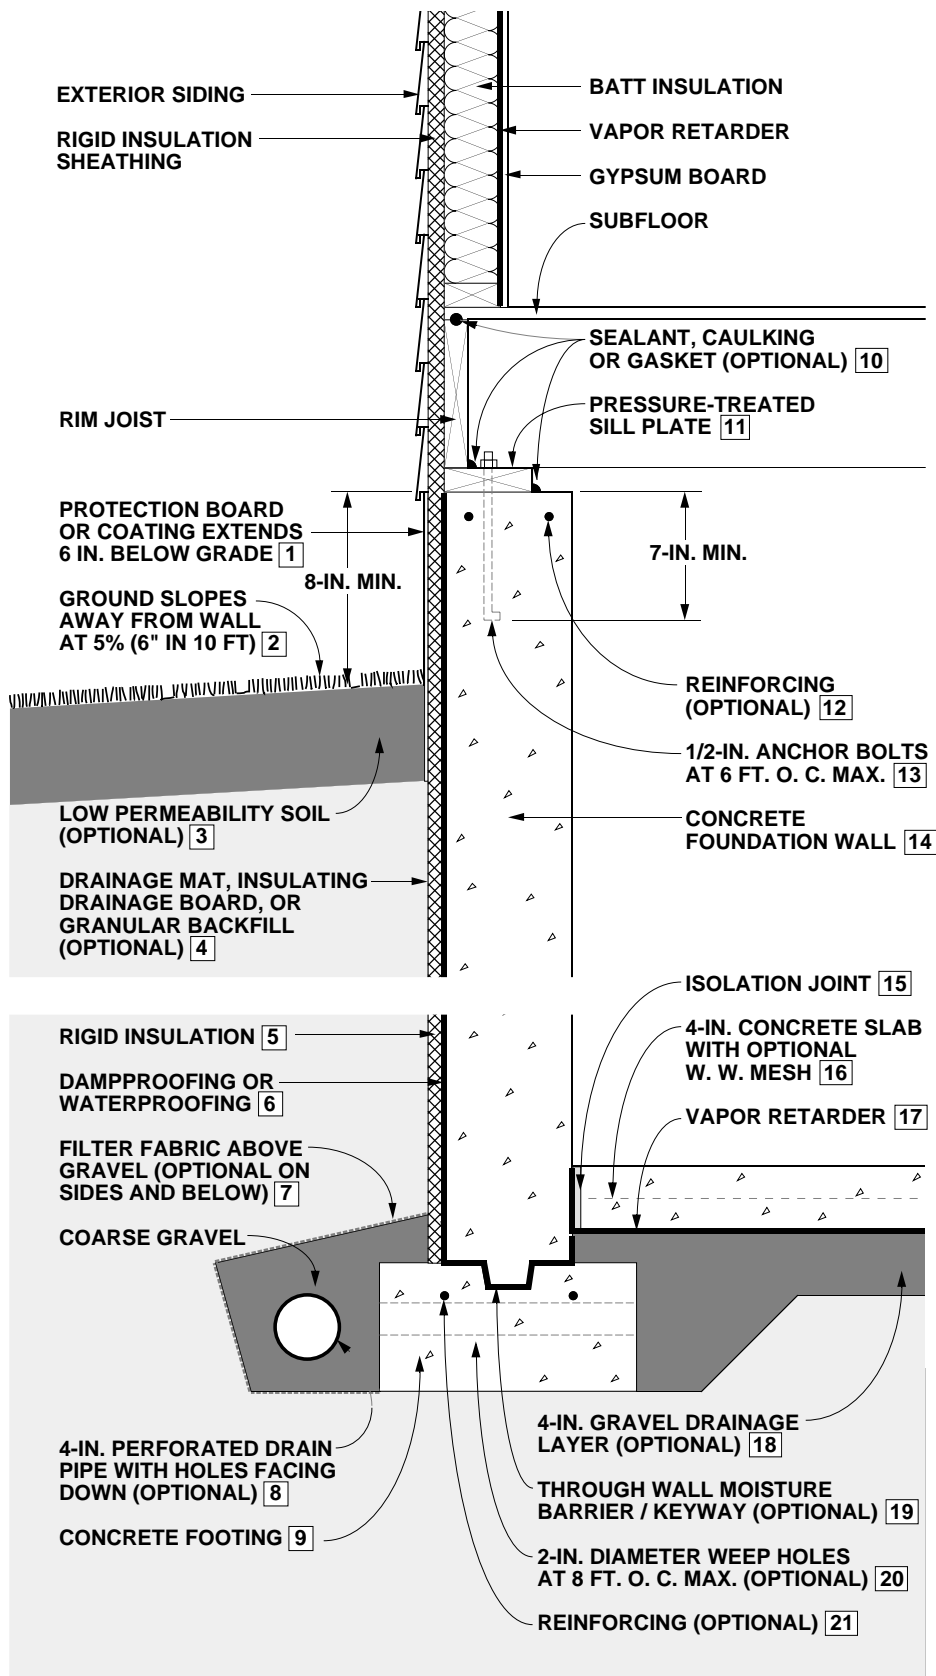 EXTERIOR SIDING
RIGID INSULATION
SHEATHING
BATT INSULATION
VAPOR RETARDER
GYPSUM BOARD
SUBFLOOR
SEALANT, CAULKING
OR GASKET (OPTIONAL) 10
RIM JOIST
PRESSURE-TREATED
SILL PLATE 11
PROTECTION BOARD
OR COATING EXTENDS
6 IN. BELOW GRADE 1
8-IN. MIN.
7-IN. MIN.
GROUND SLOPES
AWAY FROM WALL
AT 5% (6" IN 10 FT) 2
REINFORCING
(OPTIONAL) 12
1/2-IN. ANCHOR BOLTS
AT 6 FT. O. C. MAX. 13
LOW PERMEABILITY SOIL
(OPTIONAL) 3
CONCRETE
FOUNDATION WALL 14
DRAINAGE MAT, INSULATING
DRAINAGE BOARD, OR
GRANULAR BACKFILL
(OPTIONAL) 4
ISOLATION JOINT 15
RIGID INSULATION 5
4-IN. CONCRETE SLAB
WITH OPTIONAL
W. W. MESH 16
DAMPPROOFING OR
WATERPROOFING 6
VAPOR RETARDER 17
FILTER FABRIC ABOVE
GRAVEL (OPTIONAL ON
SIDES AND BELOW) 7
COARSE GRAVEL
4-IN. PERFORATED DRAIN
PIPE WITH HOLES FACING
DOWN (OPTIONAL) 8
CONCRETE FOOTING 9
4-IN. GRAVEL DRAINAGE
LAYER (OPTIONAL) 18
THROUGH WALL MOISTURE
BARRIER / KEYWAY (OPTIONAL) 19
2-IN. DIAMETER WEEP HOLES
AT 8 FT. O. C. MAX. (OPTIONAL) 20
REINFORCING (OPTIONAL) 21